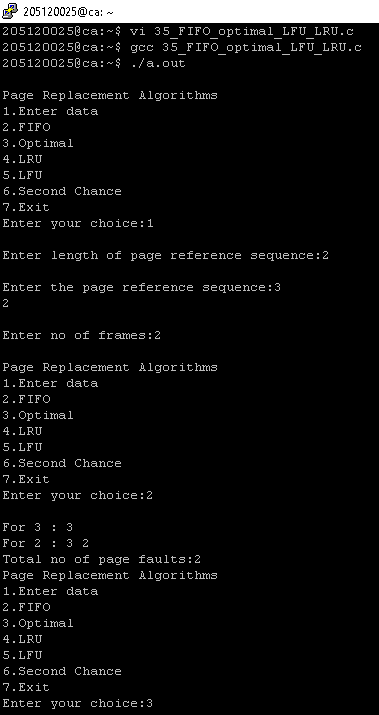 205120025@ca: ~
205120025@ca:~$ vi 35_FIFO_optimal_LFU_LRU.c
205120025@ca:~$ gcc 35_FIFO_optimal_LFU_LRU.c
205120025@ca:~$ ./a.out
Page Replacement Algorithms
1.Enter data
2.FIFO
3.Optimal
4.LRU
5.LFU
6.Second Chance
7.Exit
Enter your choice:1
Enter length of page reference sequence:2
Enter the page reference sequence:3
2
Enter no of frames:2
Page Replacement Algorithms
1.Enter data
2.FIFO
3.Optimal
4.LRU
5.LFU
6.Second Chance
7.Exit
Enter your choice:2
For 3 : 3
For 2 : 3 2
Total no of page faults:2
Page Replacement Algorithms
1.Enter data
2.FIFO
3.Optimal
4.LRU
5.LFU
6.Second Chance
7.Exit
Enter your choice:3